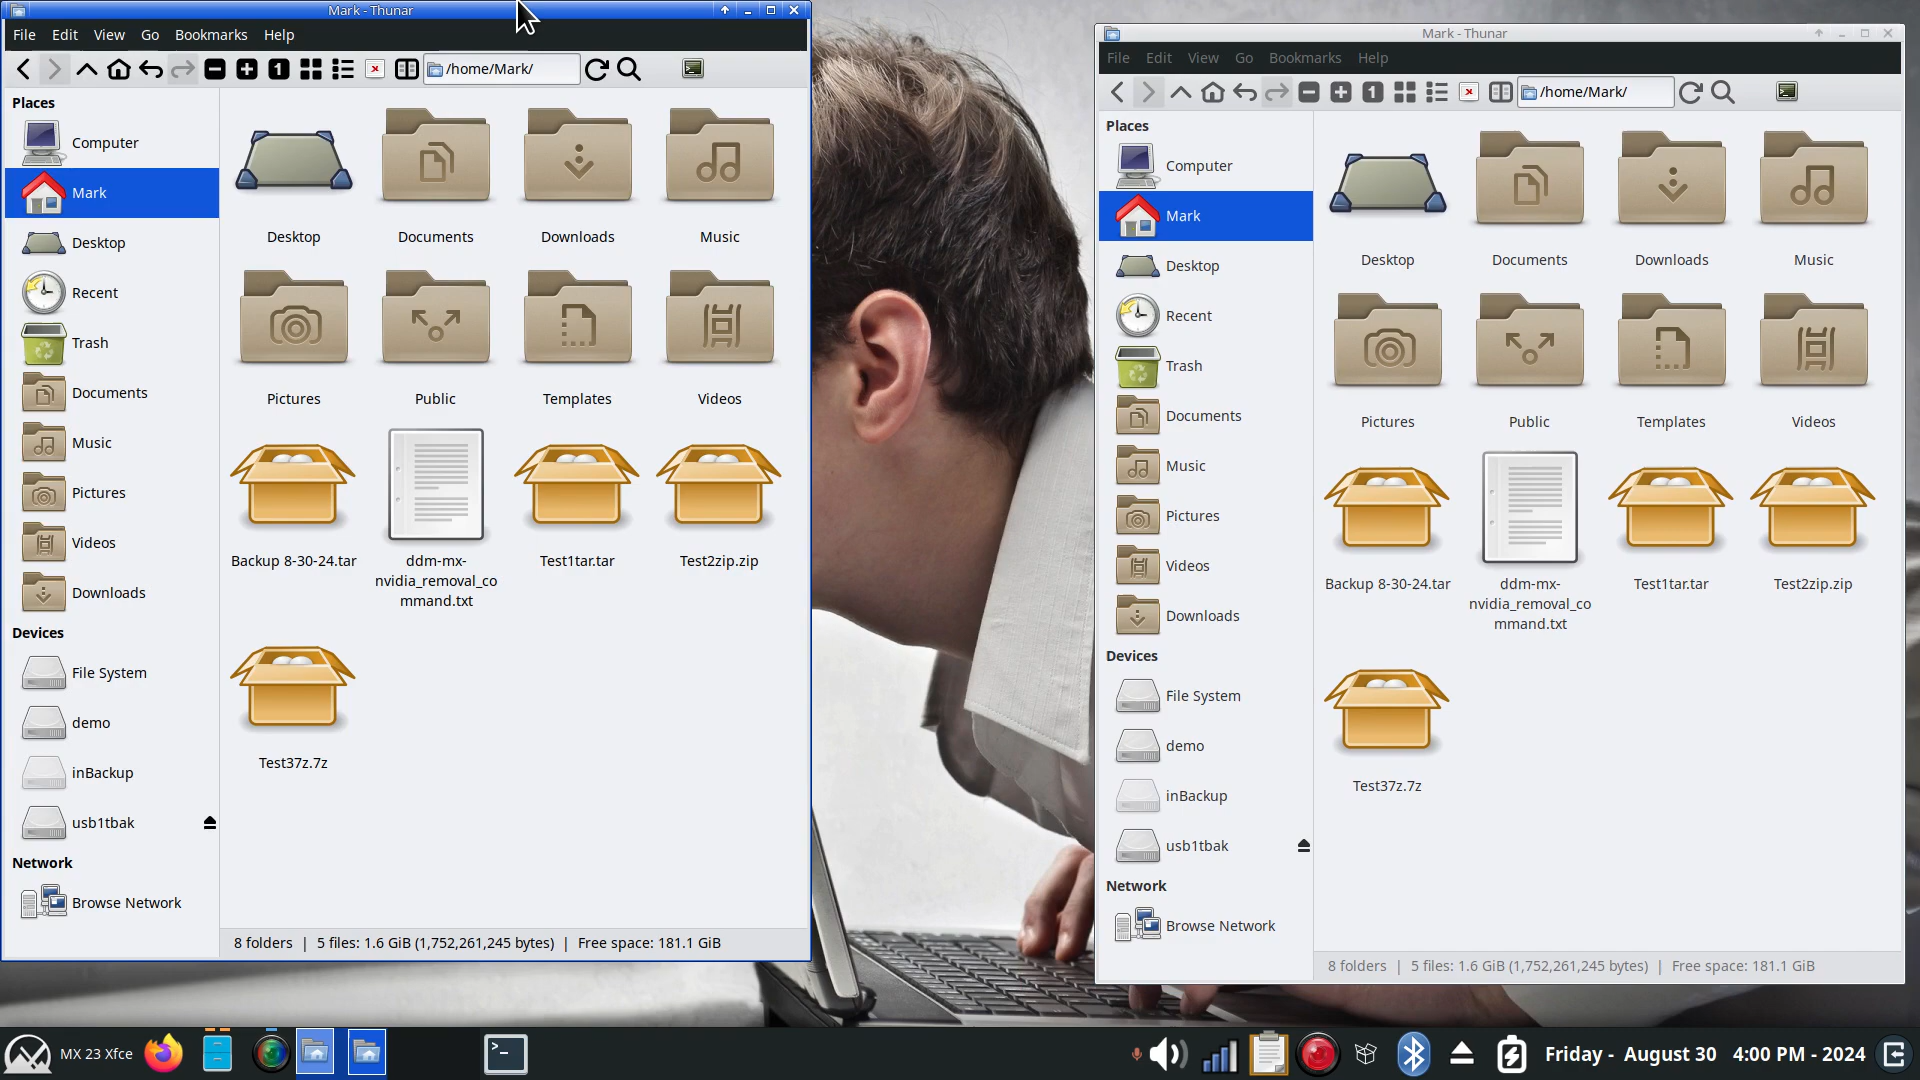 Mark - Thunar
File Edit View Go Bookmarks Help
/home/Mark/
Places
Computer
Mark
Desktop
Recent
Trash
Documents
Music
Pictures
Videos
Downloads
Devices
File System
demo
inBackup
usb1tbak
Network
Browse Network
Desktop Documents Downloads Music
Pictures Public Templates Videos
Backup 8-30-24.tar ddm-mx- Test1tar.tar Test2zip.zip
nvidia_removal_co
mmand.txt
Test37z.7z
8 folders | 5 files: 1.6 GiB (1,752,261,245 bytes) | Free space: 181.1 GiB
Mark - Thunar
File Edit View Go Bookmarks Help
/home/Mark/
Places
Computer
Mark
Desktop
Recent
Trash
Documents
Music
Pictures
Videos
Downloads
Devices
File System
demo
inBackup
usb1tbak
Network
Browse Network
Desktop Documents Downloads Music
Pictures Public Templates Videos
Backup 8-30-24.tar ddm-mx- Test1tar.tar Test2zip.zip
nvidia_removal_co
mmand.txt
Test37z.7z
8 folders | 5 files: 1.6 GiB (1,752,261,245 bytes) | Free space: 181.1 GiB
MX 23 Xfce
Friday - August 30 4:00 PM - 2024